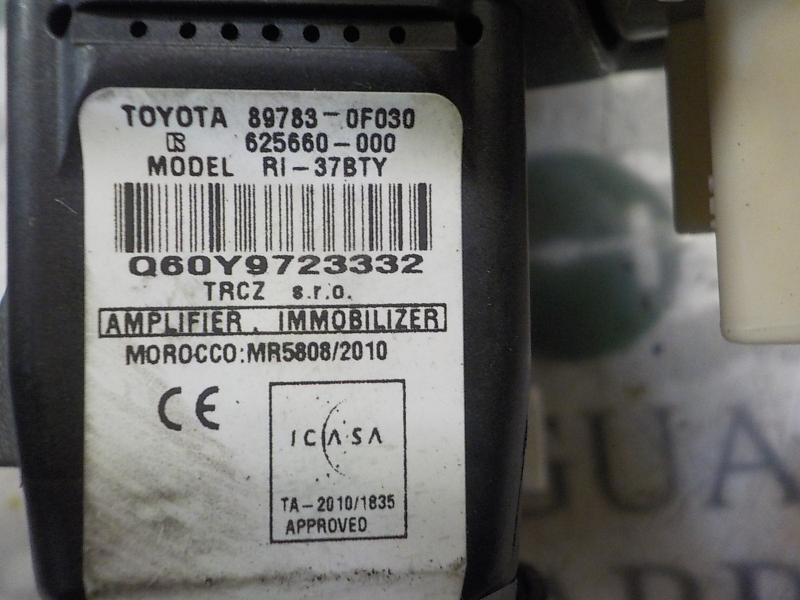 TOYOTA 89783-0F030
R 625660-000
MODEL RI-37BTY
Q60Y9723332
TRCZ s.r.o.
AMPLIFIER, IMMOBILIZER
MOROCCO:MR5808/2010
CE
ICASA
TA-2010/1835
APPROVED